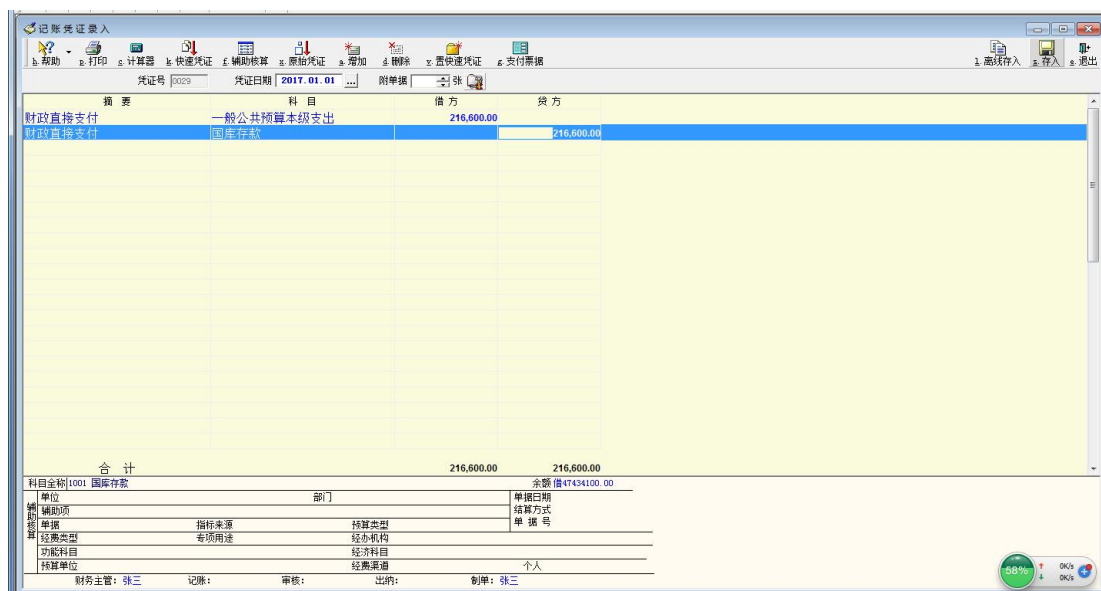 记账凭证录入
h.帮助 p.打印 c.计算器 k.快速凭证 f.辅助核算 x.原始凭证 a.增加 d.删除 v.置快速凭证 g.支付票据 l.离线存入 s.存入 e.退出
凭证号 0029 凭证日期 2017.01.01 ... 附单据 张
摘 要 科 目 借 方 贷 方
财政直接支付 一般公共预算本级支出 216,600.00
财政直接支付 国库存款 216,600.00
合 计 216,600.00 216,600.00
科目全称 1001 国库存款 余额 借47434100.00
辅助核算
单位 部门 单据日期
辅助项 结算方式
单据 指标来源 预算类型 单 据 号
经费类型 专项用途 经办机构
功能科目 经济科目
预算单位 经费渠道 个人
财务主管: 张三 记账: 审核: 出纳: 制单: 张三
58% 0K/s
0K/s